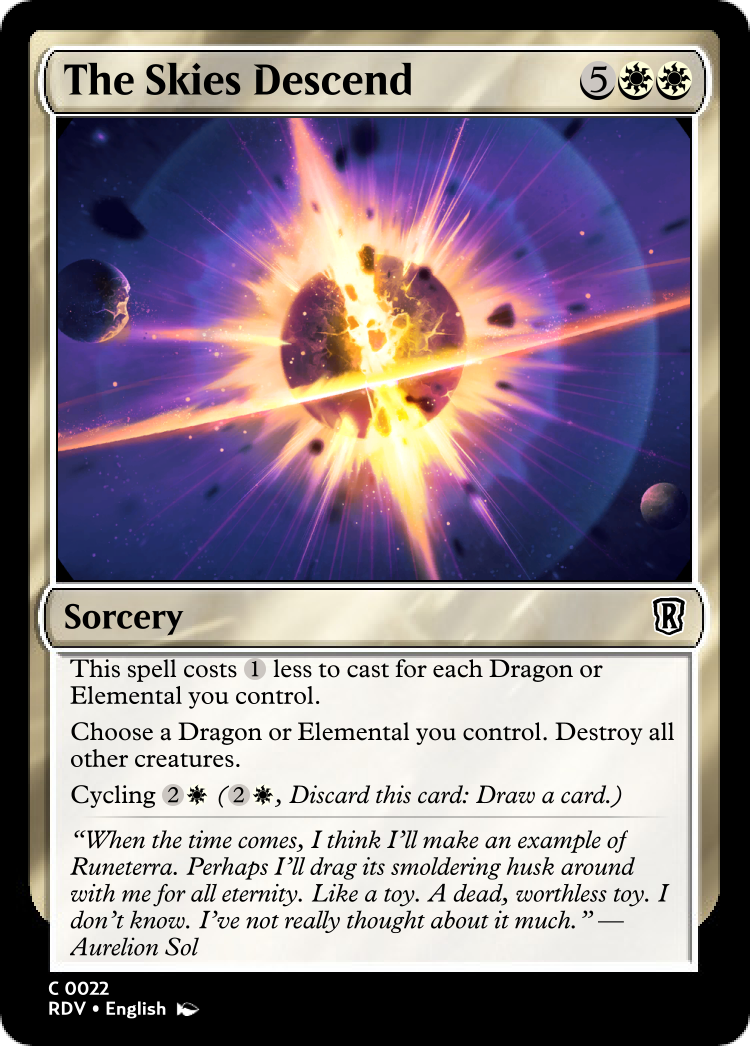 The Skies Descend 5
Sorcery R
This spell costs 1 less to cast for each Dragon or
Elemental you control.
Choose a Dragon or Elemental you control. Destroy all
other creatures.
Cycling 2 (2, Discard this card: Draw a card.)
“When the time comes, I think I’ll make an example of
Runeterra. Perhaps I’ll drag its smoldering husk around
with me for all eternity. Like a toy. A dead, worthless toy. I
don’t know. I’ve not really thought about it much.” —
Aurelion Sol
C 0022
RDV • English